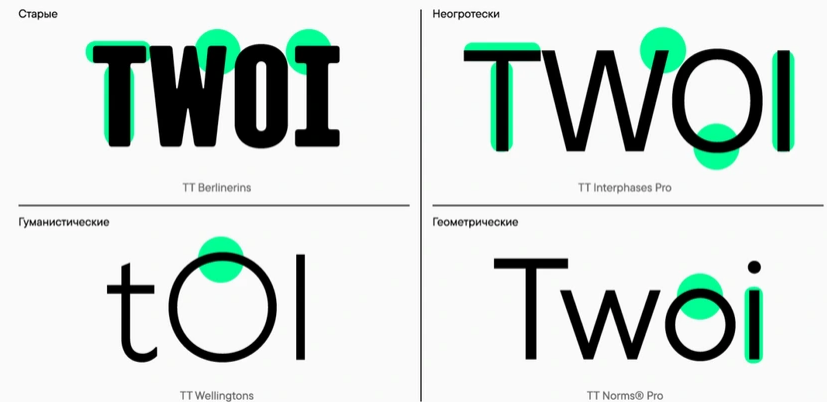 Старые
TWOI
TT Berlinerins
Неогротески
TWOI
TT Interphases Pro
Гуманистические
tOl
TT Wellingtons
Геометрические
Twoi
TT Norms® Pro